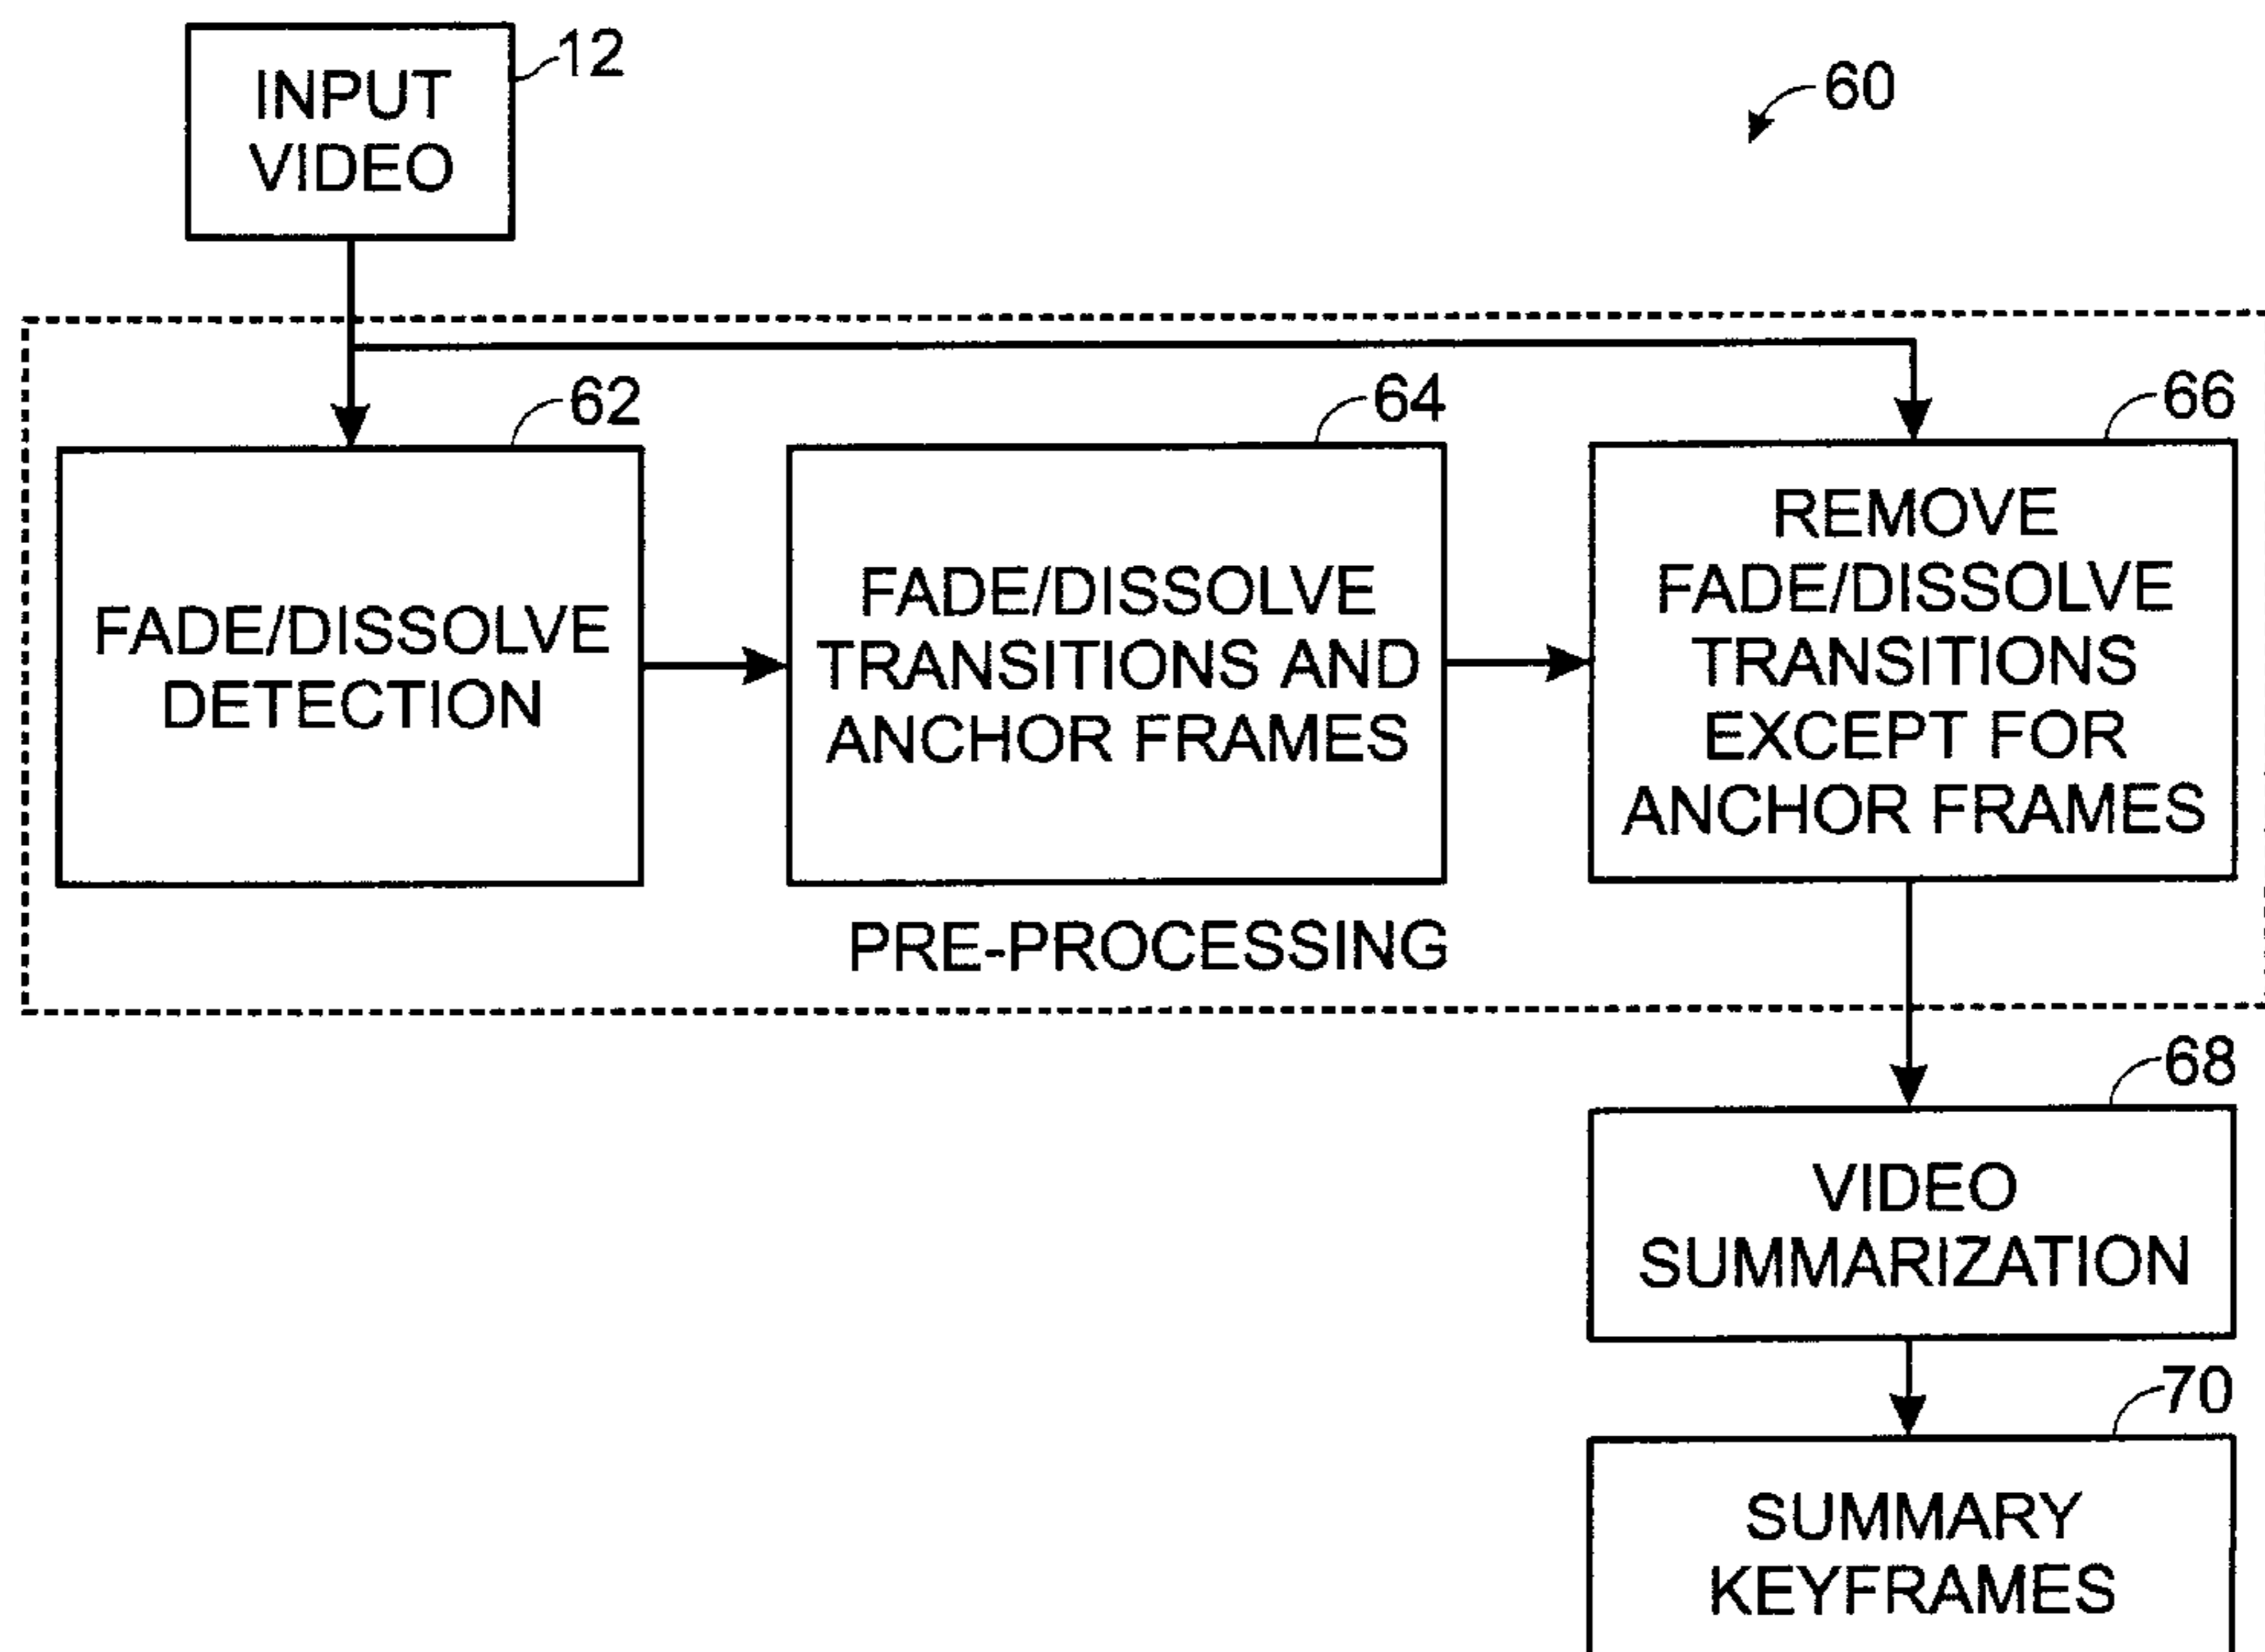 INPUT
VIDEO
12
60
62
64
66
FADE/DISSOLVE
DETECTION
FADE/DISSOLVE
TRANSITIONS AND
ANCHOR FRAMES
REMOVE
FADE/DISSOLVE
TRANSITIONS
EXCEPT FOR
ANCHOR FRAMES
PRE-PROCESSING
68
VIDEO
SUMMARIZATION
70
SUMMARY
KEYFRAMES